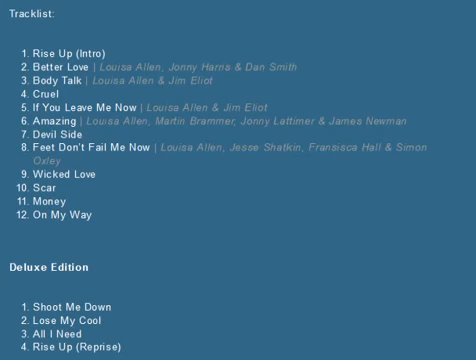 Tracklist:
1. Rise Up (Intro)
2. Better Love | Louisa Allen, Jonny Harris & Dan Smith
3. Body Talk | Louisa Allen & Jim Eliot
4. Cruel
5. If You Leave Me Now | Louisa Allen & Jim Eliot
6. Amazing | Louisa Allen, Martin Brammer, Jonny Lattimer & James Newman
7. Devil Side
8. Feet Don't Fail Me Now | Louisa Allen, Jesse Shatkin, Fransisca Hall & Simon
Oxley
9. Wicked Love
10. Scar
11. Money
12. On My Way
Deluxe Edition
1. Shoot Me Down
2. Lose My Cool
3. All I Need
4. Rise Up (Reprise)